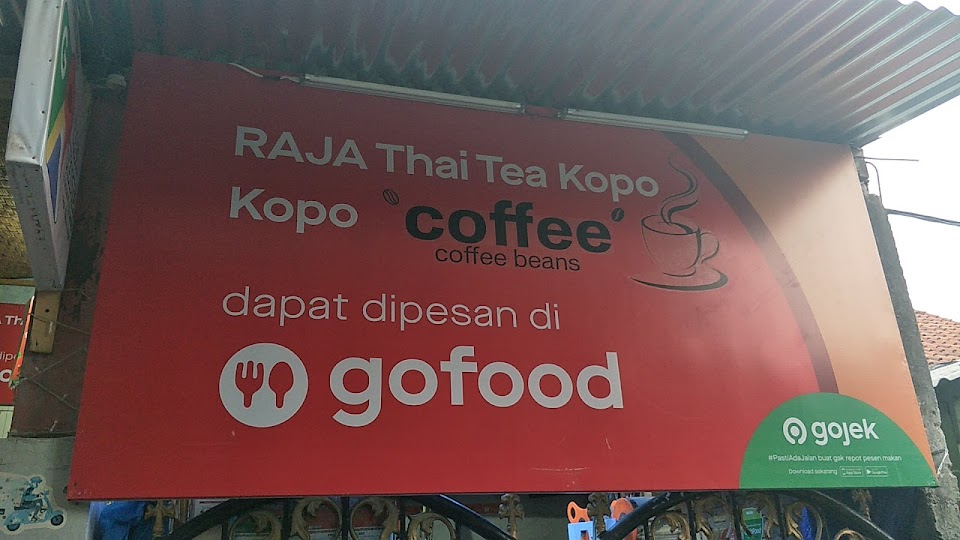 RAJA Thai Tea Kopo
Kopo "coffee"
coffee beans
dapat dipesan di
gofood
gojek
#PastiAdaJalan buat gak repot pesen makan
Download sekarang